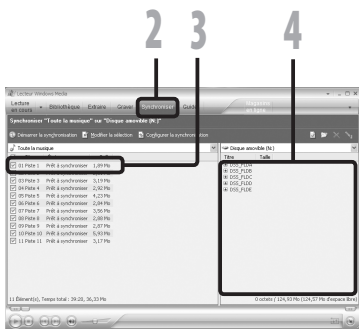 2 3 4
Lecteur Windows Media
Lecture en cours Bibliothèque Extraire Graver Synchroniser Guide Magasins en ligne
Synchroniser "Toute la musique" sur "Disque amovible (N:)"
Démarrer la synchronisation Modifier la sélection Configurer la synchronisation
Toute la musique Disque amovible (N:)
Titre Taille
01 Piste 1 Prêt à synchroniser 1,89 Mo
03 Piste 3 Prêt à synchroniser 3,19 Mo
04 Piste 4 Prêt à synchroniser 2,92 Mo
05 Piste 5 Prêt à synchroniser 4,23 Mo
06 Piste 6 Prêt à synchroniser 2,84 Mo
07 Piste 7 Prêt à synchroniser 3,56 Mo
08 Piste 8 Prêt à synchroniser 2,88 Mo
09 Piste 9 Prêt à synchroniser 2,87 Mo
10 Piste 10 Prêt à synchroniser 5,93 Mo
11 Piste 11 Prêt à synchroniser 3,17 Mo
DSS_FLDA
DSS_FLDB
DSS_FLDC
DSS_FLDD
DSS_FLDE
11 Élément(s), Temps total : 39:20, 36,33 Mo
0 octets / 124,93 Mo (124,57 Mo d'espace libre)